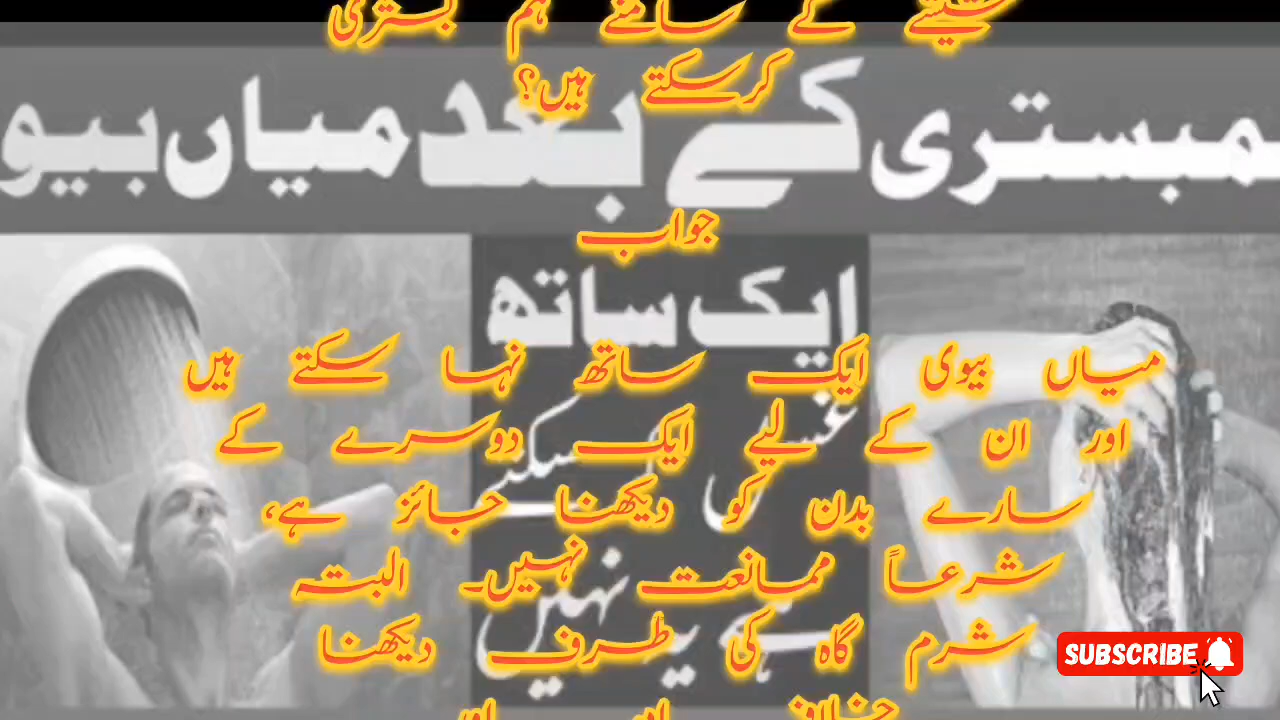 شیشے کے سامنے ہم بستری
کرسکتے ہیں؟
ہمبستری کے بعد میاں بیو
جواب
ایک ساتھ
میاں بیوی ایک ساتھ نہا سکتے ہیں
اور ان کے لیے ایک دوسرے کے
سارے بدن کو دیکھنا جائز ہے،
شرعاً ممانعت نہیں۔ البتہ
شرم گاہ کی طرف دیکھنا
SUBSCRIBE